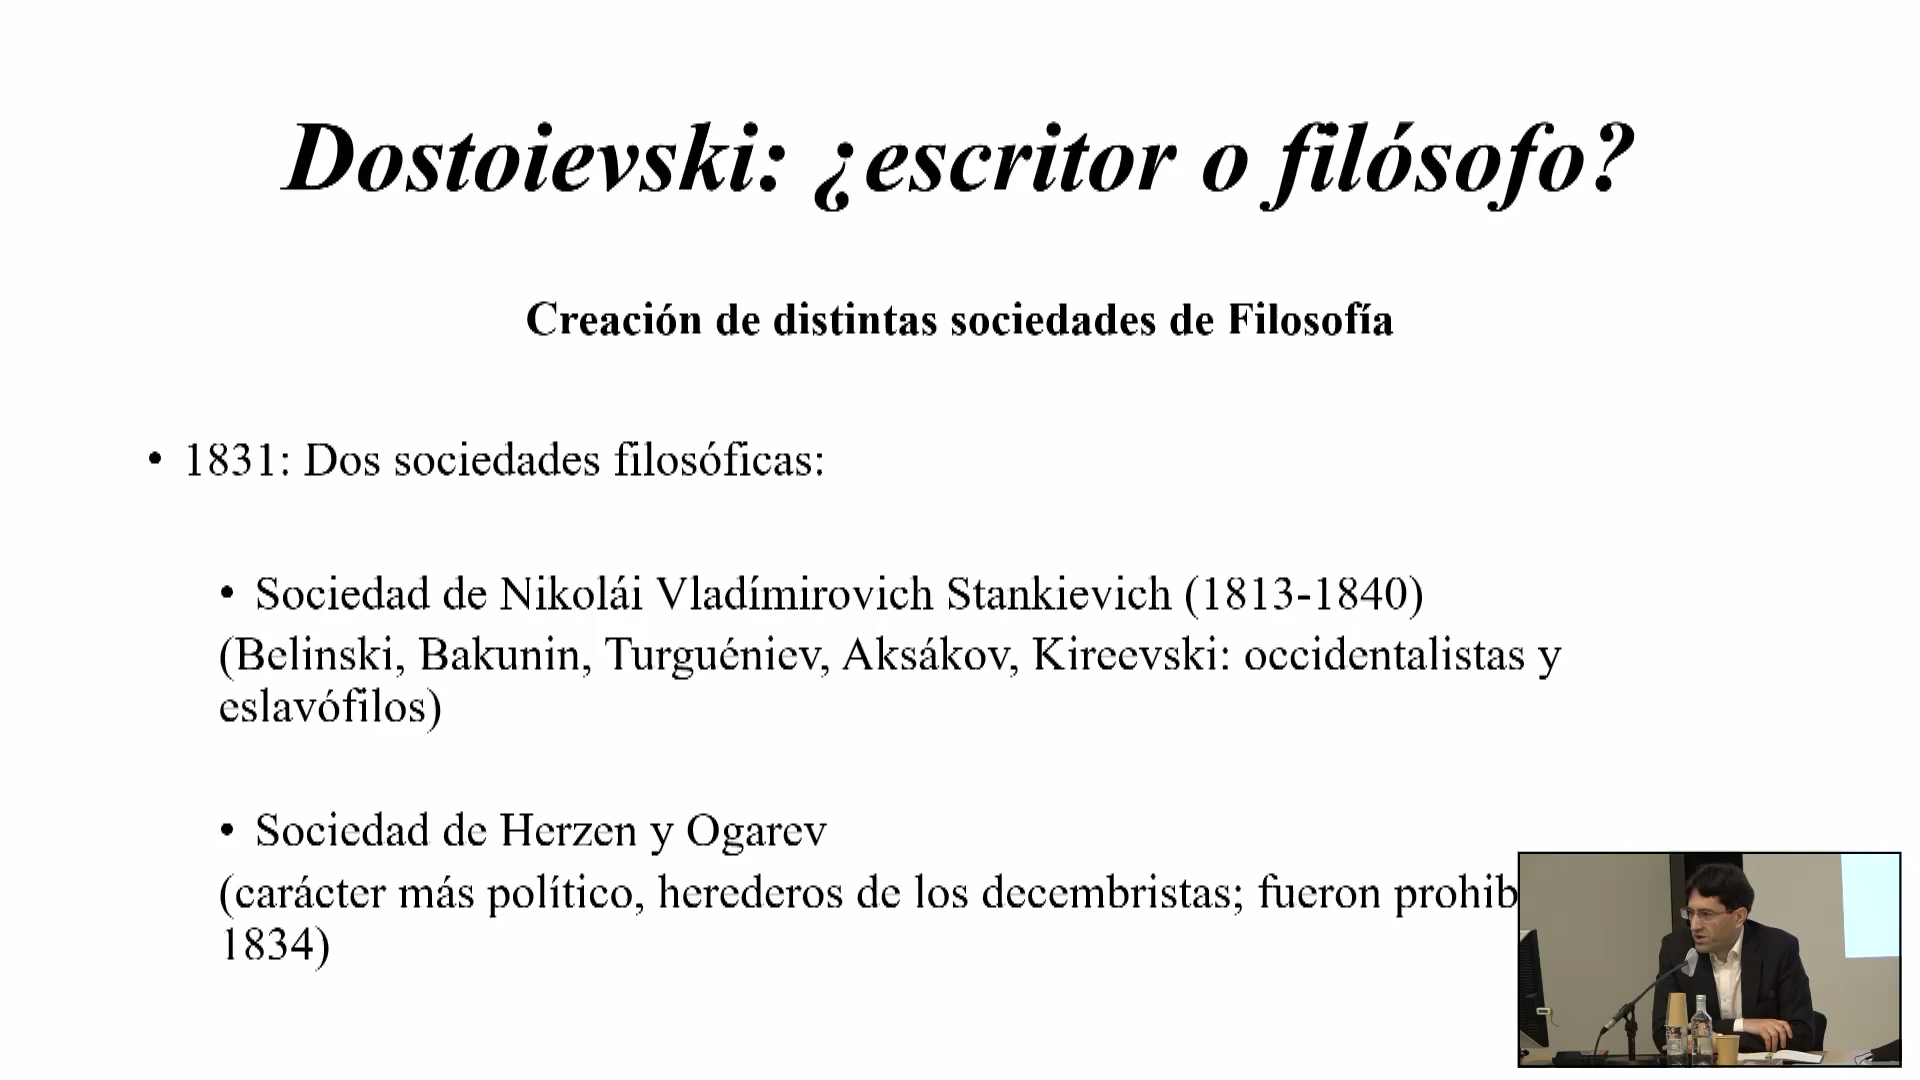 Dostoievski: ¿escritor o filósofo?
Creación de distintas sociedades de Filosofía
• 1831: Dos sociedades filosóficas:
• Sociedad de Nikolái Vladímirovich Stankievich (1813-1840)
(Belinski, Bakunin, Turguéniev, Aksákov, Kireevski: occidentalistas y
eslavófilos)
• Sociedad de Herzen y Ogarev
(carácter más político, herederos de los decembristas; fueron prohib
1834)